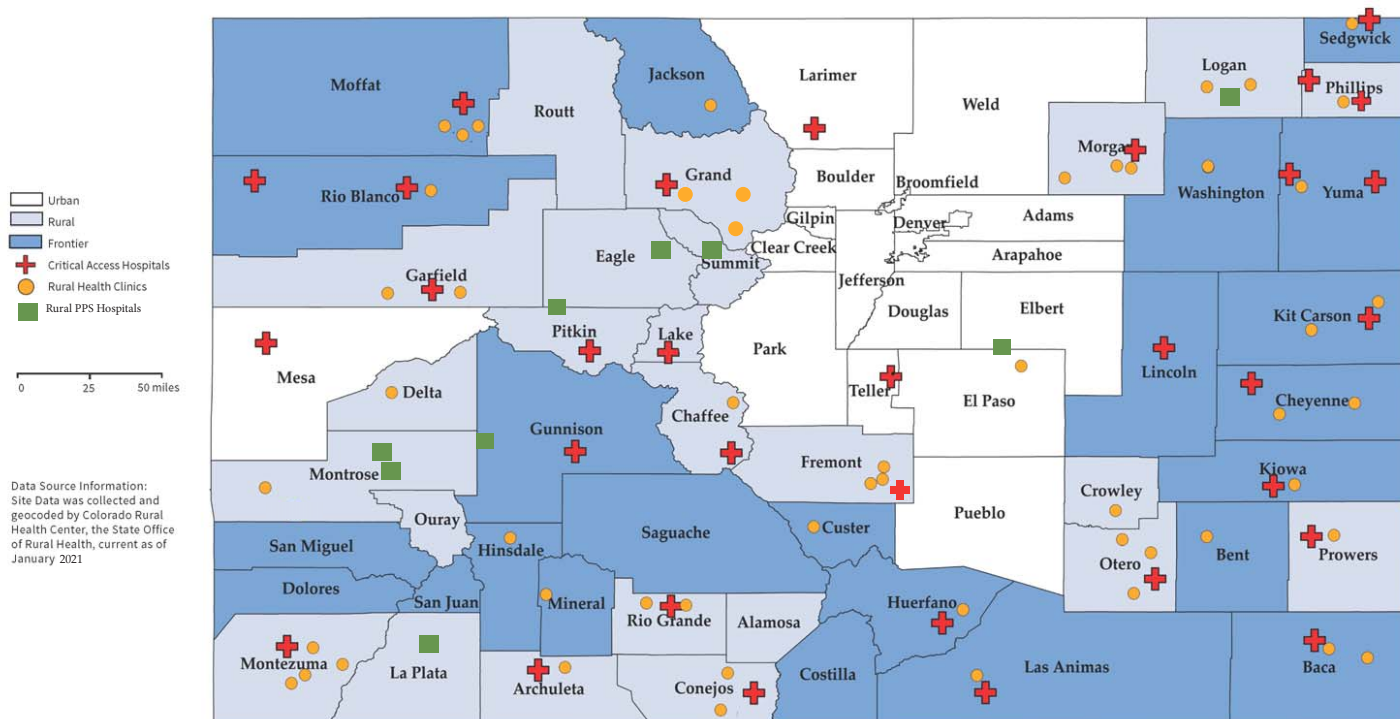 Moffat
Routt
Jackson
Larimer
Weld
Logan
Sedgwick
Phillips
Morgan
Washington
Yuma
Rio Blanco
Grand
Boulder
Broomfield
Gilpin
Denver
Adams
Clear Creek
Arapahoe
Eagle
Summit
Jefferson
Garfield
Douglas
Elbert
Kit Carson
Pitkin
Lake
Park
Lincoln
Mesa
Delta
Teller
El Paso
Cheyenne
Chaffee
Gunnison
Montrose
Fremont
Kiowa
Crowley
Ouray
Pueblo
Saguache
Custer
San Miguel
Hinsdale
Otero
Bent
Prowers
Dolores
San Juan
Mineral
Rio Grande
Alamosa
Huerfano
Montezuma
La Plata
Archuleta
Conejos
Costilla
Las Animas
Baca
Urban
Rural
Frontier
Critical Access Hospitals
Rural Health Clinics
Rural PPS Hospitals
0 25 50 miles
Data Source Information:
Site Data was collected and
geocoded by Colorado Rural
Health Center, the State Office
of Rural Health, current as of
January 2021